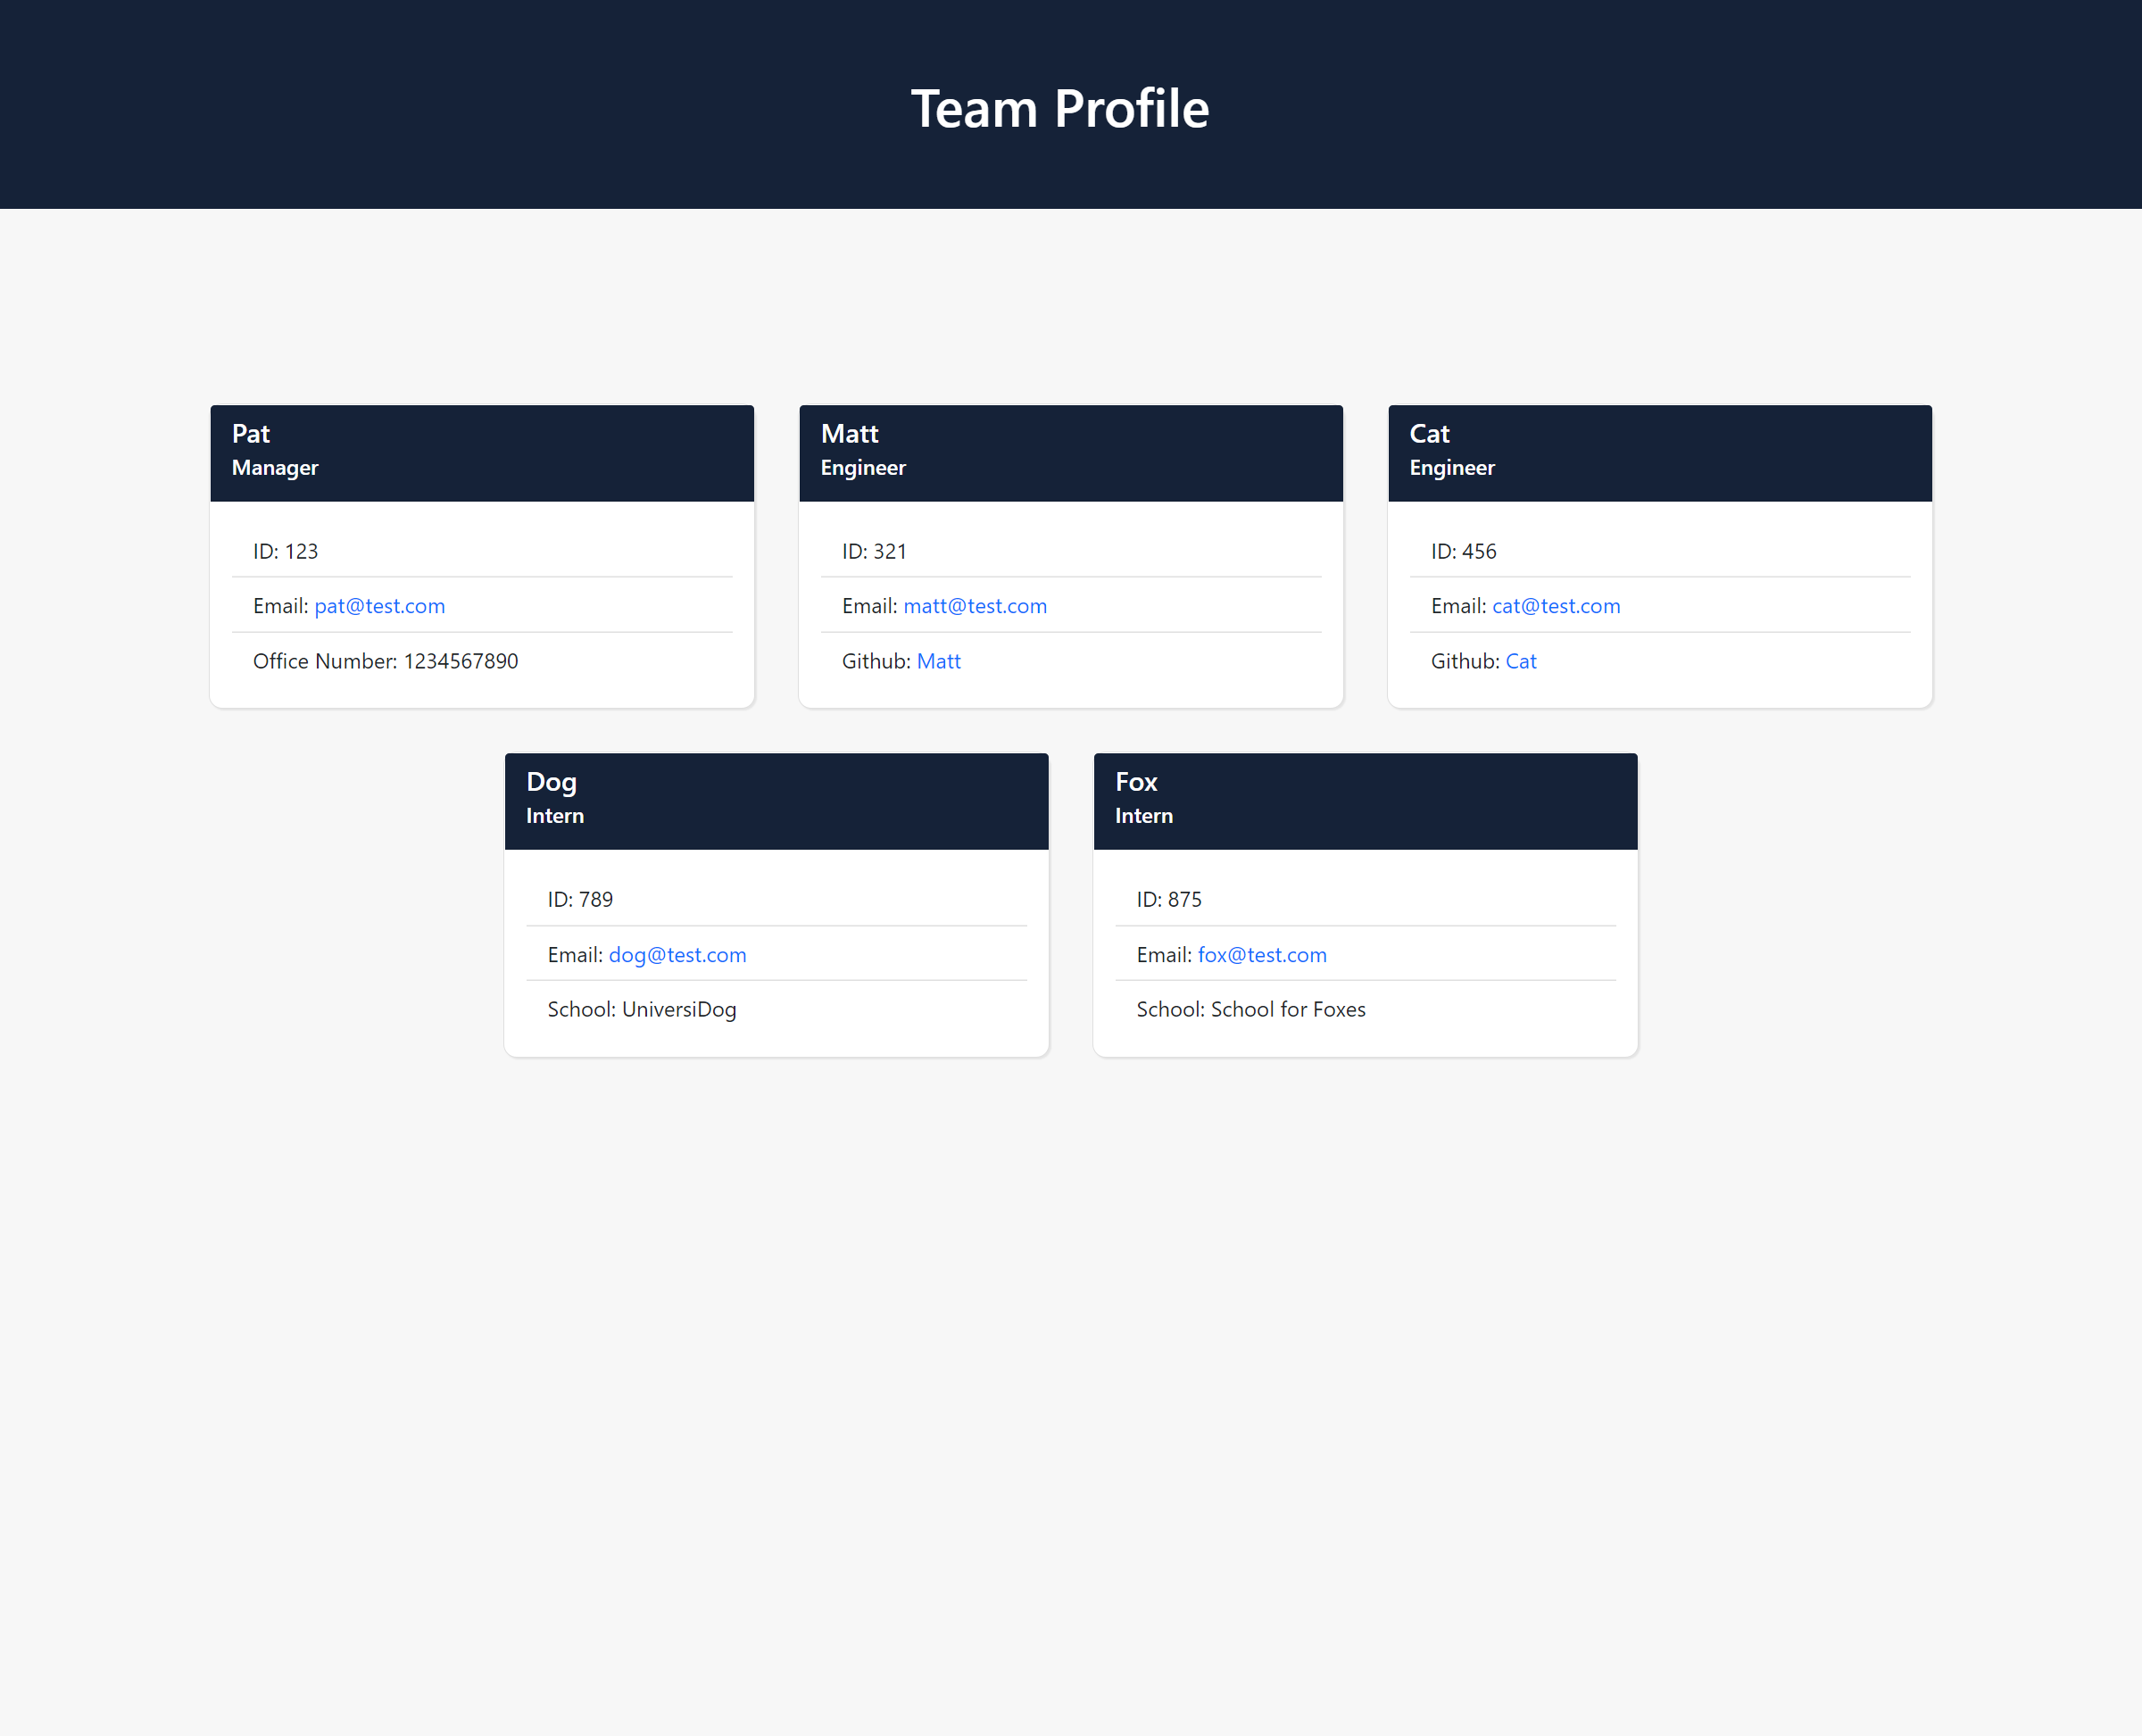 Team Profile
Pat
Manager
ID: 123
Email: pat@test.com
Office Number: 1234567890
Matt
Engineer
ID: 321
Email: matt@test.com
Github: Matt
Cat
Engineer
ID: 456
Email: cat@test.com
Github: Cat
Dog
Intern
ID: 789
Email: dog@test.com
School: UniversiDog
Fox
Intern
ID: 875
Email: fox@test.com
School: School for Foxes